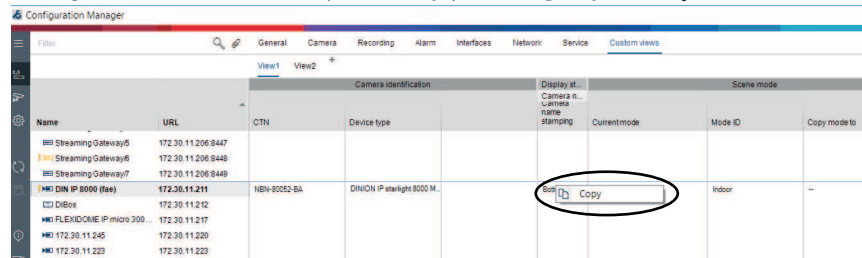 Configuration Manager
Filter General Camera Recording Alarm Interfaces Network Service Custom views
View1 View2 +
Camera identification Display st... Scene mode
Camera n...
Name URL CTN Device type Camera name stamping Current mode Mode ID Copy mode to
Streaming Gateway/5 172.30.11.206:8447
Streaming Gateway/6 172.30.11.206:8448
Streaming Gateway/7 172.30.11.206:8449
DIN IP 8000 (fae) 172.30.11.211 NBN-80052-BA DINION IP starlight 8000 M... Bott Copy Indoor --
DiBos 172.30.11.212
FLEXIDOME IP micro 300... 172.30.11.217
172.30.11.245 172.30.11.220
172.30.11.223 172.30.11.223